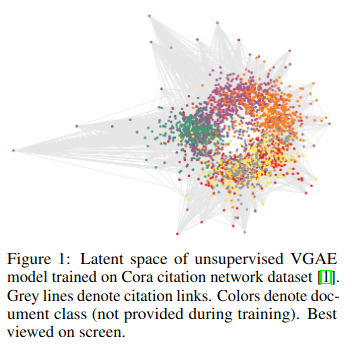 Figure 1: Latent space of unsupervised VGAE
model trained on Cora citation network dataset [1].
Grey lines denote citation links. Colors denote doc-
ument class (not provided during training). Best
viewed on screen.